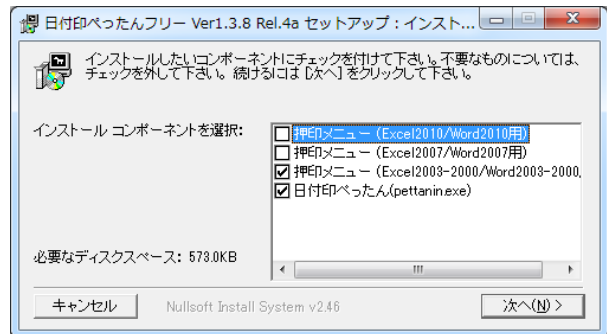 日付印ぺったんフリー Ver1.3.8 Rel.4a セットアップ：インスト...
インストールしたいコンポーネントにチェックを付けて下さい。不要なものについては、
チェックを外して下さい。続けるには [次へ] をクリックして下さい。
インストール コンポーネントを選択:
押印メニュー (Excel2010/Word2010用)
押印メニュー (Excel2007/Word2007用)
押印メニュー (Excel2003-2000/Word2003-2000,
日付印ぺったん(pettanin.exe)
必要なディスクスペース: 573.0KB
キャンセル
Nullsoft Install System v2.46
次へ(N) >